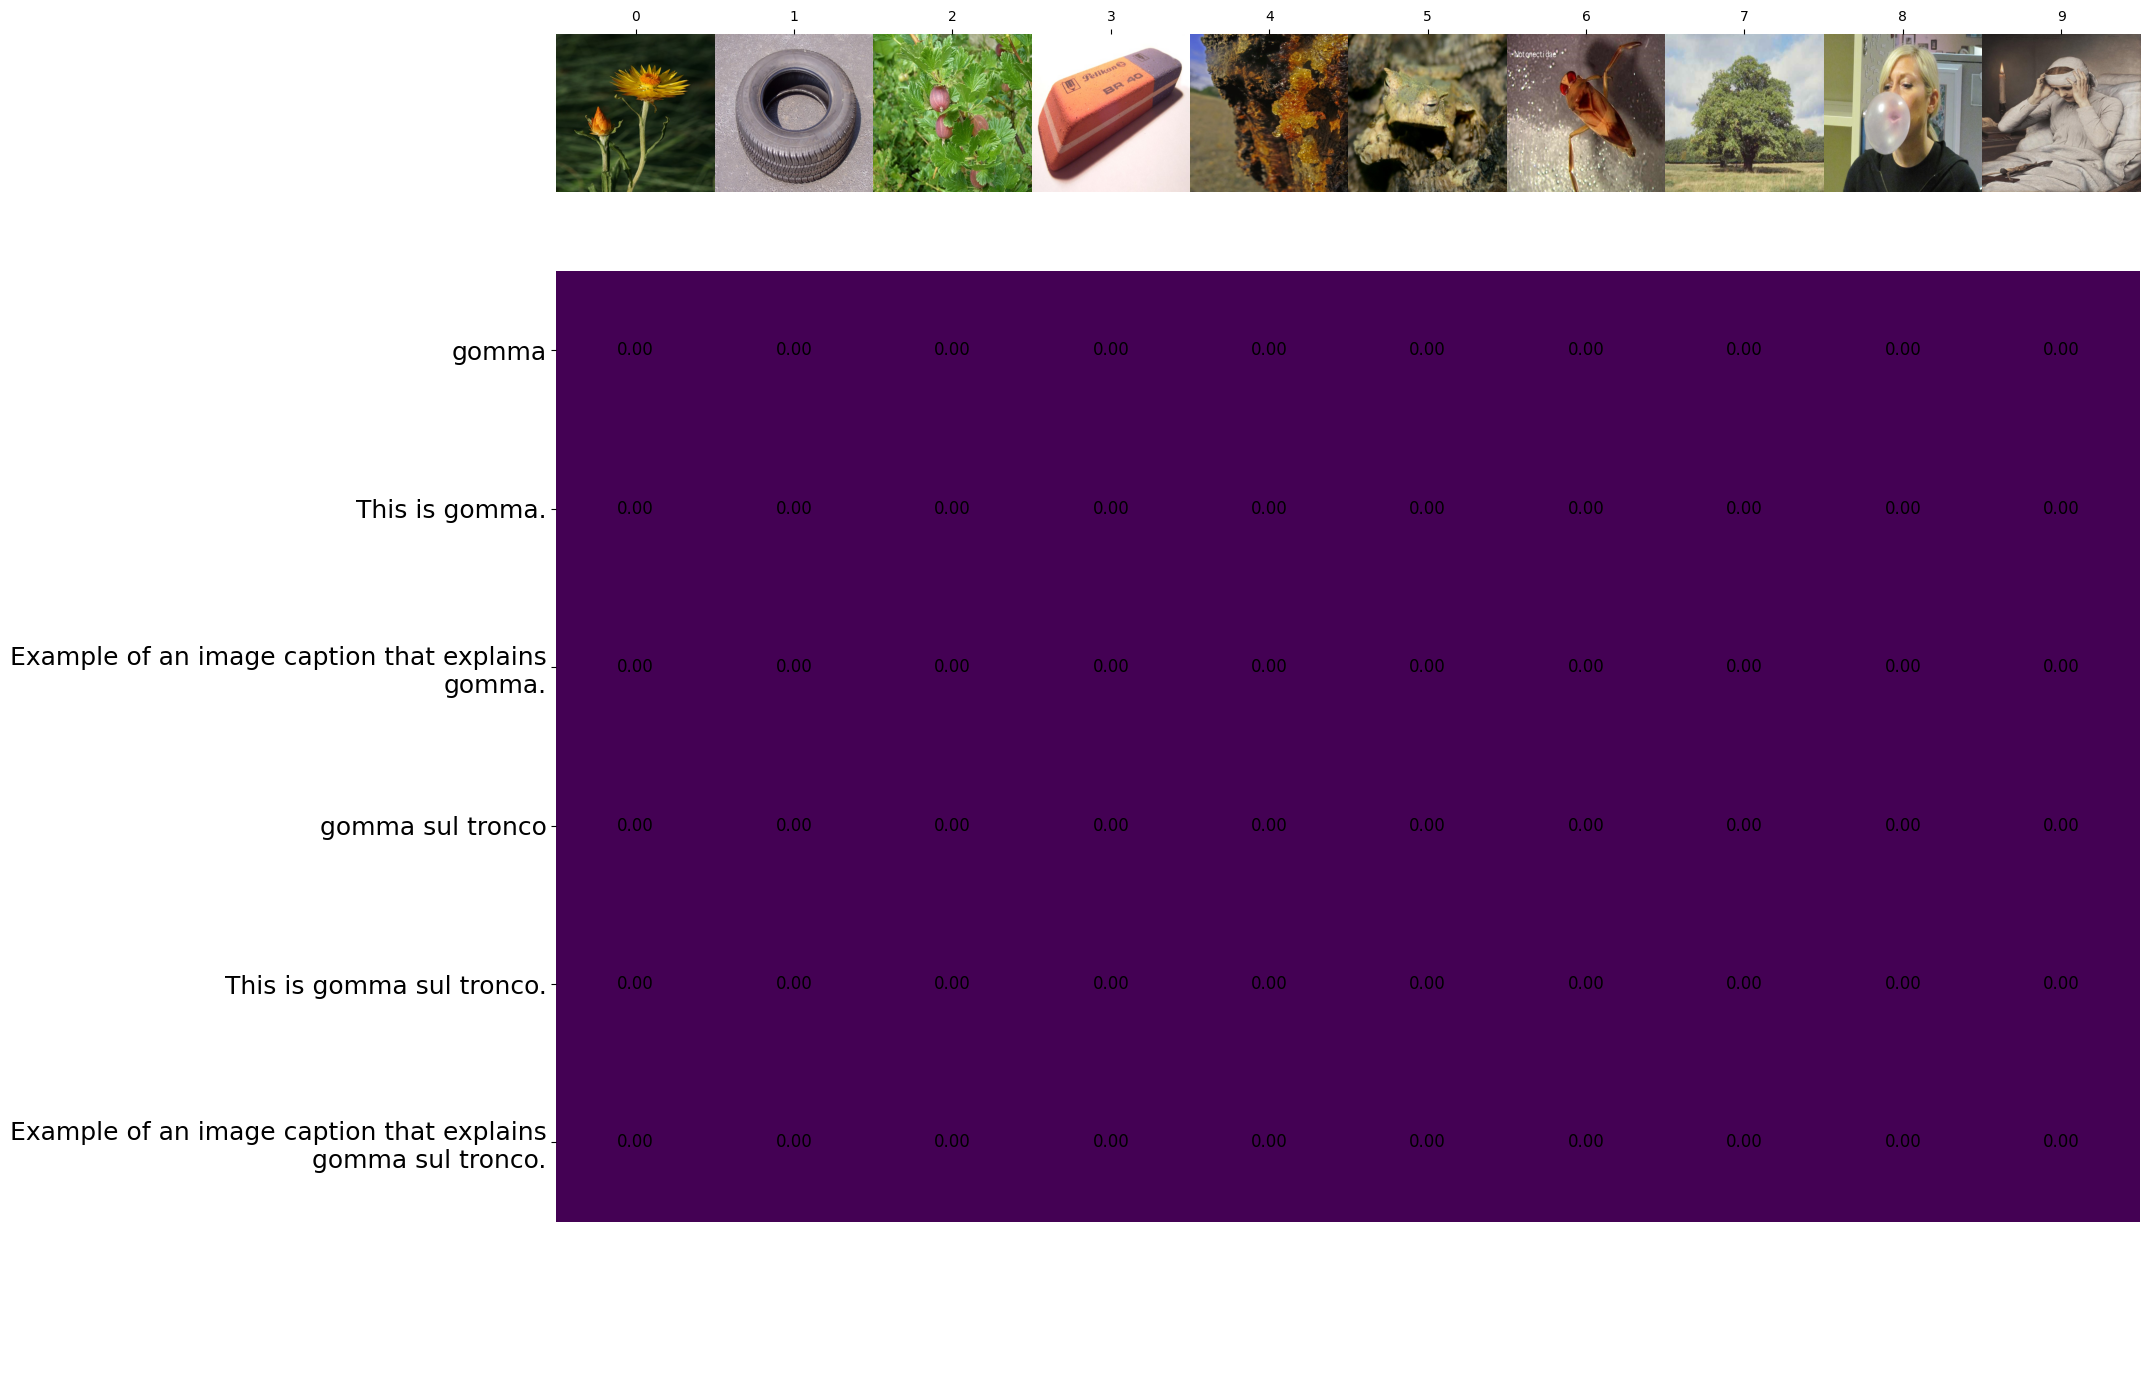 0 1 2 3 4 5 6 7 8 9
Pelikan
BR 40
"Notonectidae"
gomma 0.00 0.00 0.00 0.00 0.00 0.00 0.00 0.00 0.00 0.00
This is gomma. 0.00 0.00 0.00 0.00 0.00 0.00 0.00 0.00 0.00 0.00
Example of an image caption that explains
gomma. 0.00 0.00 0.00 0.00 0.00 0.00 0.00 0.00 0.00 0.00
gomma sul tronco 0.00 0.00 0.00 0.00 0.00 0.00 0.00 0.00 0.00 0.00
This is gomma sul tronco. 0.00 0.00 0.00 0.00 0.00 0.00 0.00 0.00 0.00 0.00
Example of an image caption that explains
gomma sul tronco. 0.00 0.00 0.00 0.00 0.00 0.00 0.00 0.00 0.00 0.00